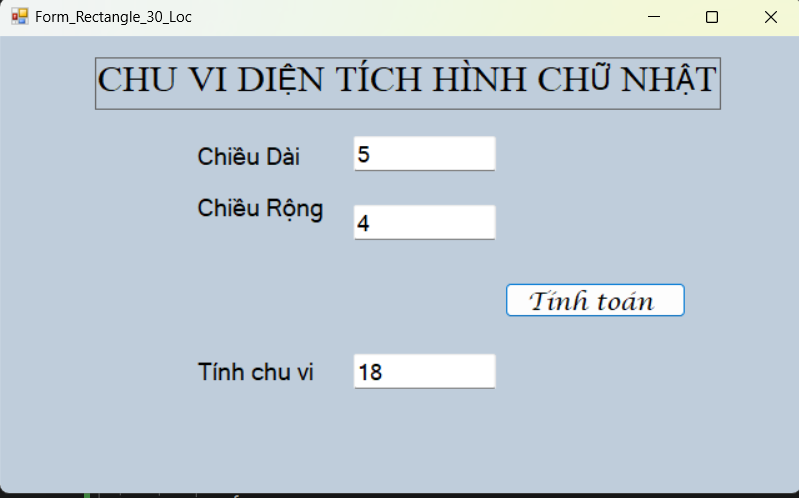 Form_Rectangle_30_Loc
CHU VI DIỆN TÍCH HÌNH CHỮ NHẬT
Chiều Dài 5
Chiều Rộng 4
Tính toán
Tính chu vi 18